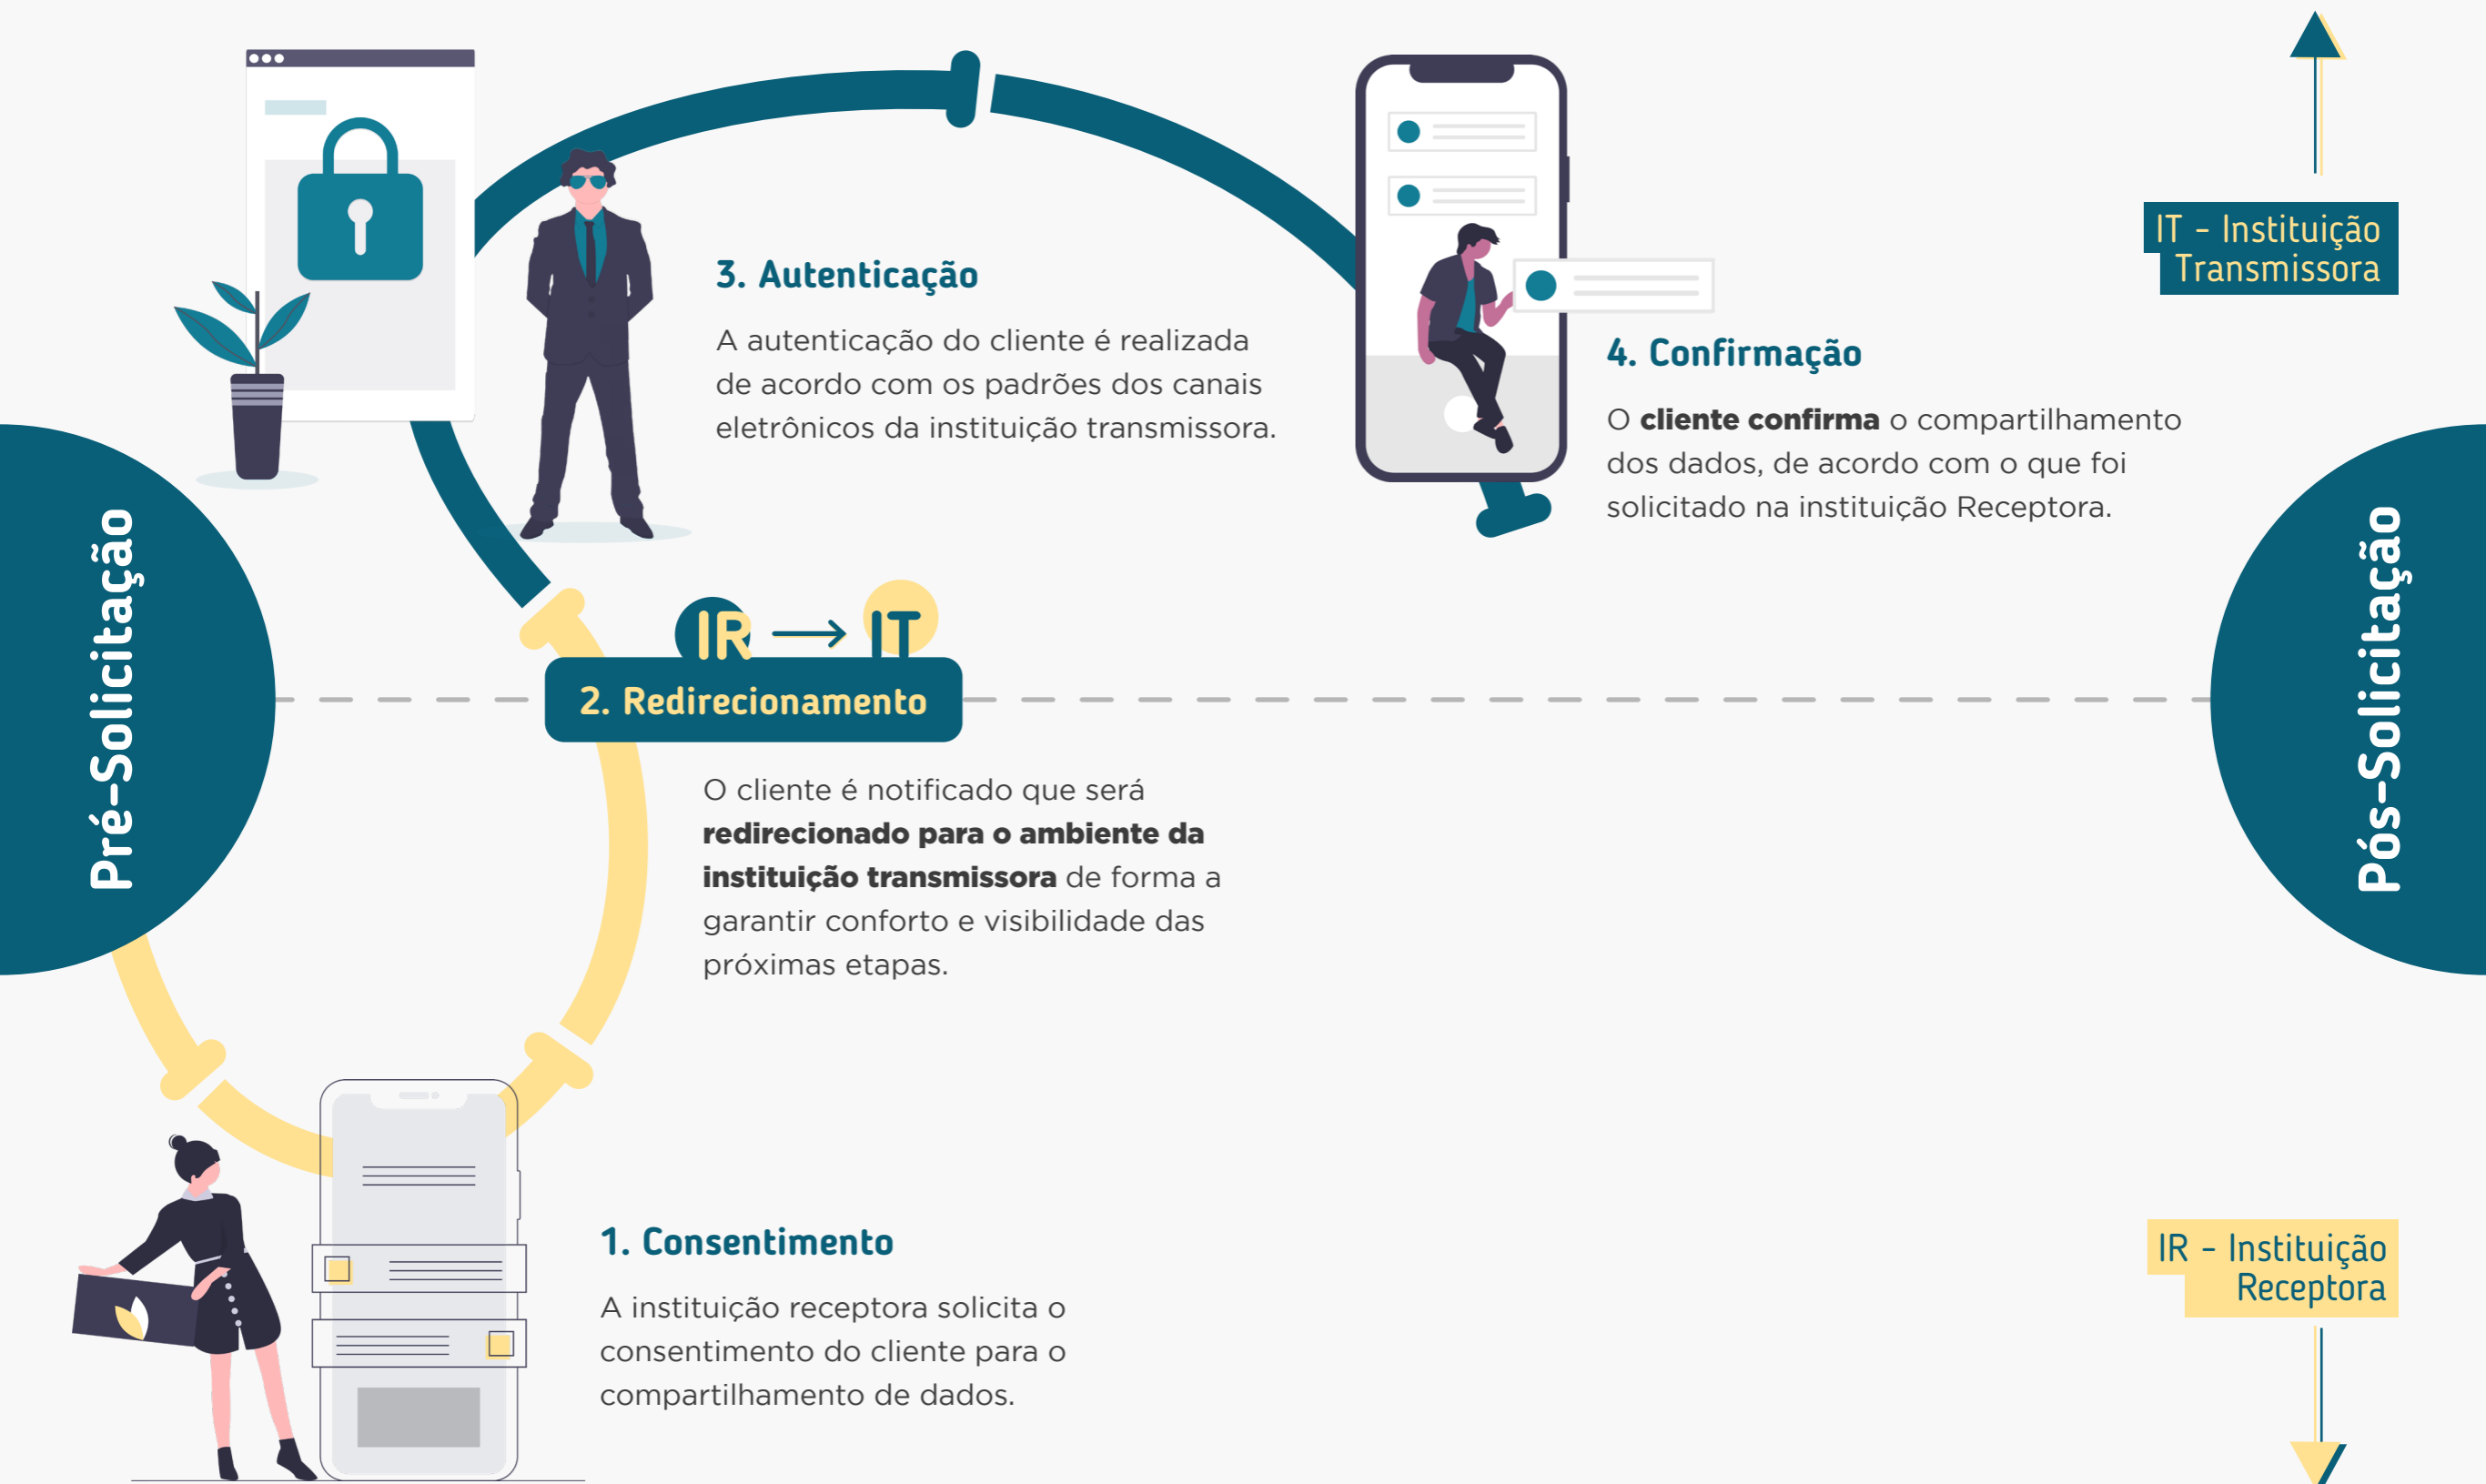 3. Autenticação
A autenticação do cliente é realizada
de acordo com os padrões dos canais
eletrônicos da instituição transmissora.
IT - Instituição
Transmissora
4. Confirmação
O cliente confirma o compartilhamento
dos dados, de acordo com o que foi
solicitado na instituição Receptora.
Pré-Solicitação
IR → IT
2. Redirecionamento
O cliente é notificado que será
redirecionado para o ambiente da
instituição transmissora de forma a
garantir conforto e visibilidade das
próximas etapas.
Pós-Solicitação
1. Consentimento
A instituição receptora solicita o
consentimento do cliente para o
compartilhamento de dados.
IR - Instituição
Receptora